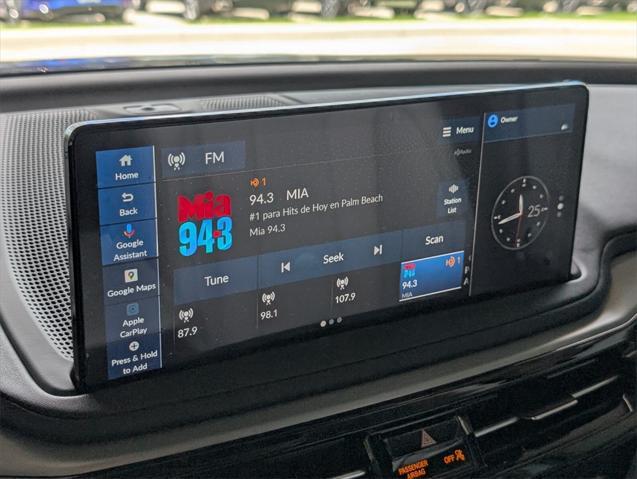 Home
Back
Google
Assistant
Google Maps
Apple
CarPlay
Press & Hold
to Add
FM
Menu
Radio
Mia
94.3
1
94.3 MIA
#1 para Hits de Hoy en Palm Beach
Mia 94.3
Station
List
Tune
Seek
Scan
87.9
98.1
107.9
1
94.3
MIA
Owner
25
PASSENGER
AIRBAG
OFF